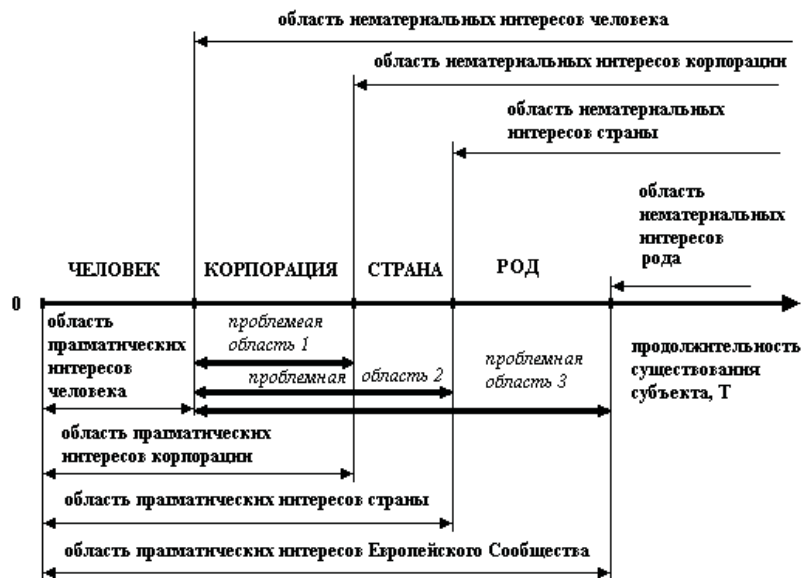 область нематериальных интересов человека
область нематериальных интересов корпорации
область нематериальных
интересов страны
область
нематериальных
интересов
рода
ЧЕЛОВЕК КОРПОРАЦИЯ СТРАНА РОД
0
область
прагматических
интересов
человека
проблемеая
область 1
проблемная область 2
проблемная
область 3
продолжительность
существования
субъекта, Т
область прагматических
интересов корпорации
область прагматических интересов страны
область прагматических интересов Европейского Сообщества